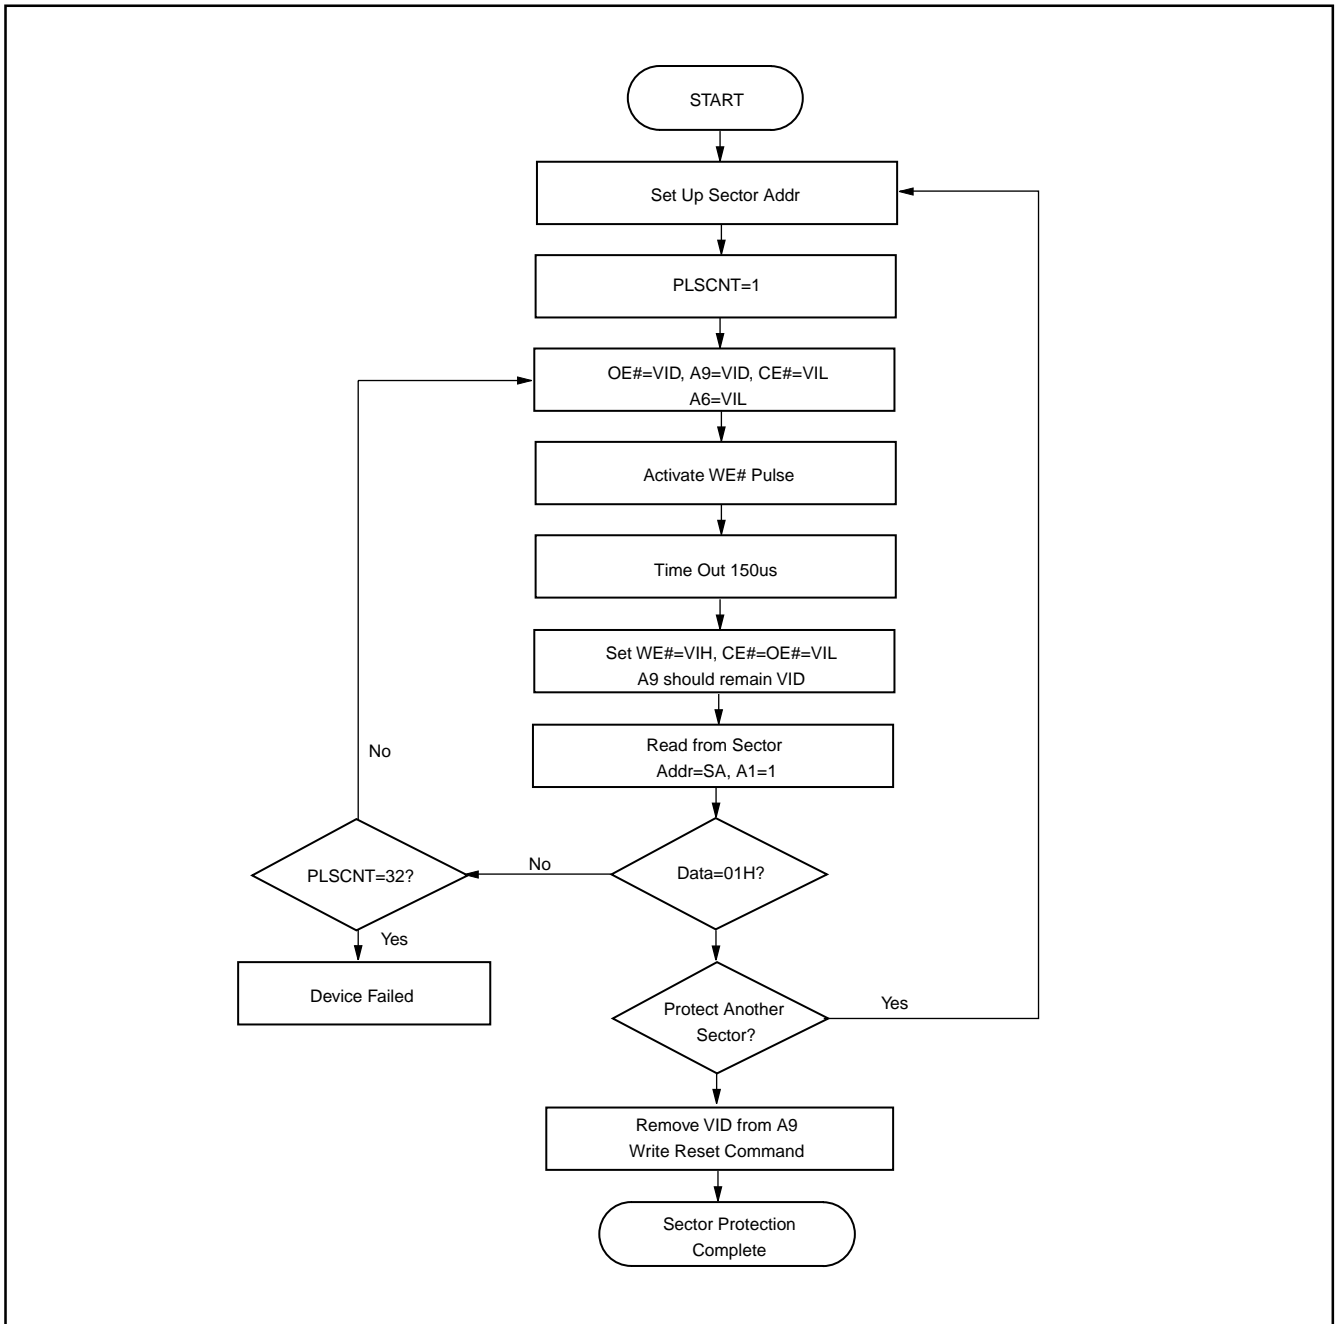 START
Set Up Sector Addr
PLSCNT=1
OE#=VID, A9=VID, CE#=VIL
A6=VIL
Activate WE# Pulse
Time Out 150us
Set WE#=VIH, CE#=OE#=VIL
A9 should remain VID
Read from Sector
Addr=SA, A1=1
No
Data=01H?
No
PLSCNT=32?
Yes
Device Failed
Protect Another
Sector?
Yes
Remove VID from A9
Write Reset Command
Sector Protection
Complete